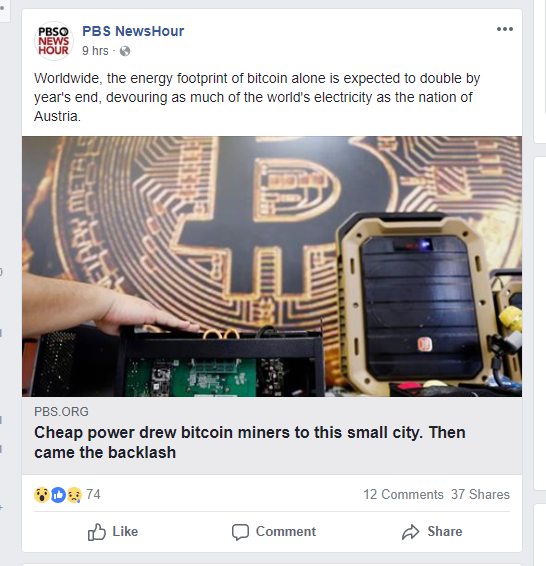 PBS
NEWS
HOUR
PBS NewsHour
9 hrs ·
Worldwide, the energy footprint of bitcoin alone is expected to double by
year's end, devouring as much of the world's electricity as the nation of
Austria.
PBS.ORG
Cheap power drew bitcoin miners to this small city. Then
came the backlash
74
12 Comments 37 Shares
Like Comment Share